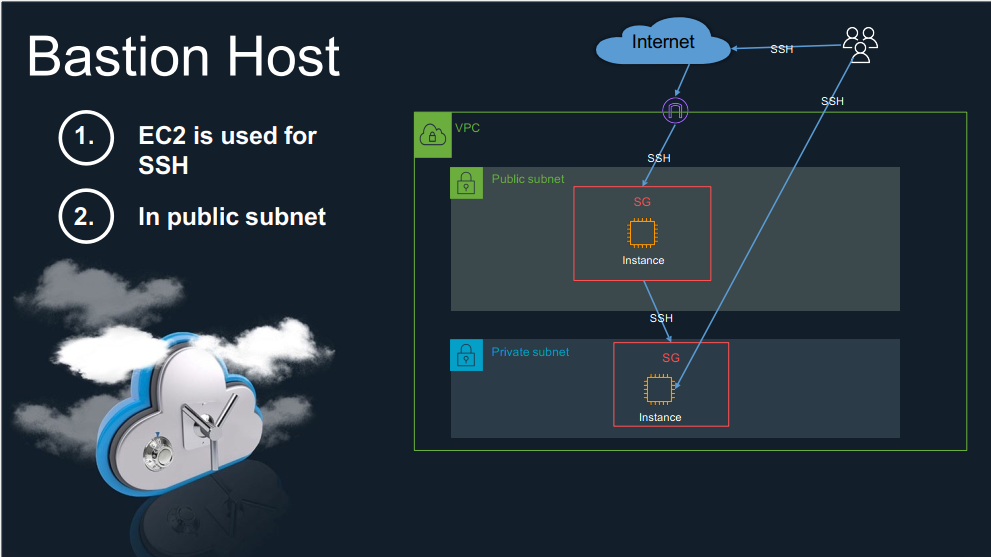 Bastion Host
1.
EC2 is used for
SSH
2.
In public subnet
Internet
SSH
SSH
VPC
SSH
Public subnet
SG
Instance
SSH
Private subnet
SG
Instance